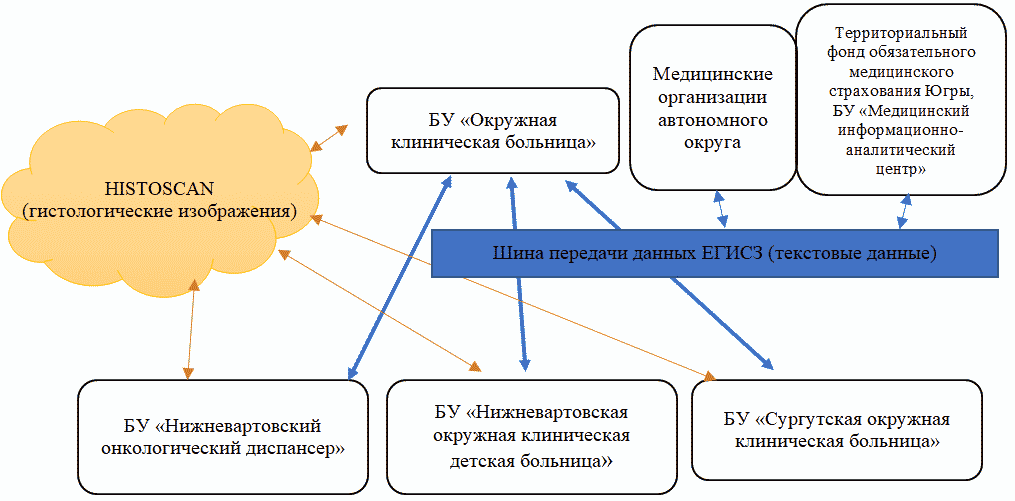 Территориальный
фонд обязательного
медицинского
страхования Югры,
БУ «Медицинский
информационно-
аналитический
центр»
Медицинские
организации
автономного
округа
БУ «Окружная
клиническая больница»
HISTOSCAN
(гистологические изображения)
Шина передачи данных ЕГИСЗ (текстовые данные)
БУ «Нижневартовский
онкологический диспансер»
БУ «Нижневартовская
окружная клиническая
детская больница»
БУ «Сургутская окружная
клиническая больница»